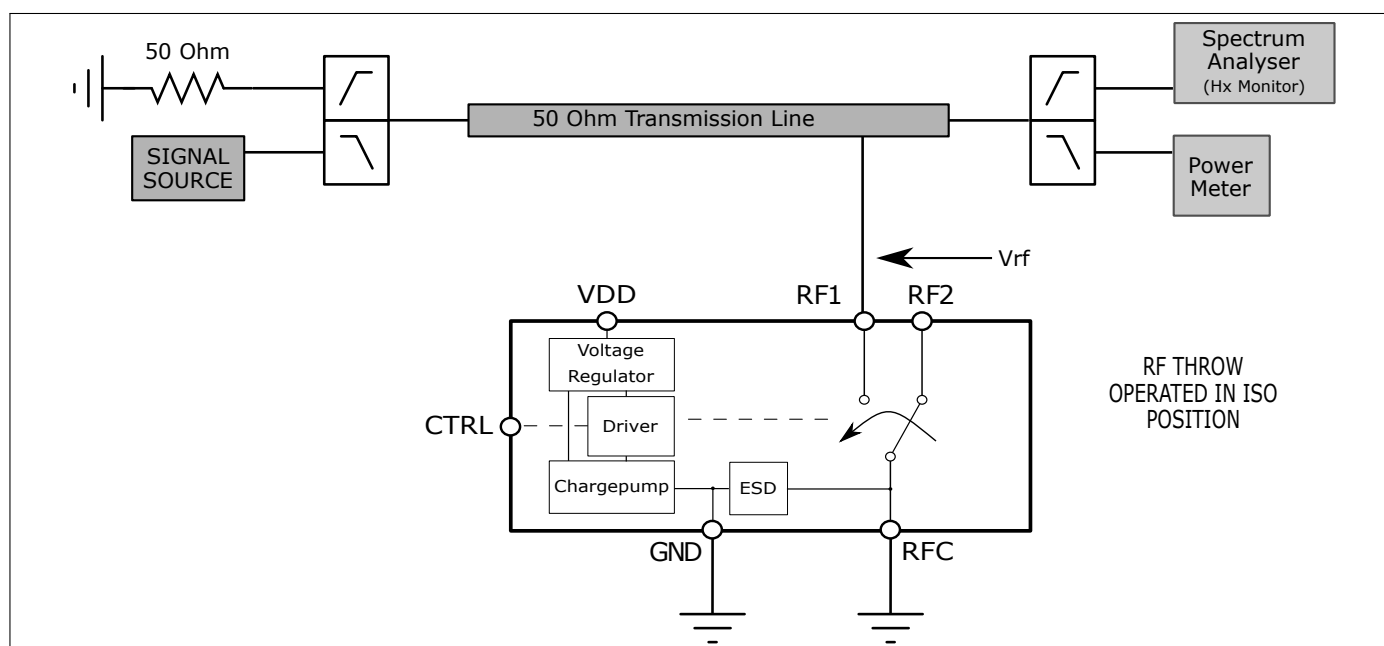 50 Ohm
SIGNAL
SOURCE
50 Ohm Transmission Line
Spectrum
Analyser
(Hx Monitor)
Power
Meter
Vrf
VDD
RF1
RF2
Voltage
Regulator
CTRL
Driver
Chargepump
ESD
GND
RFC
RF THROW
OPERATED IN ISO
POSITION